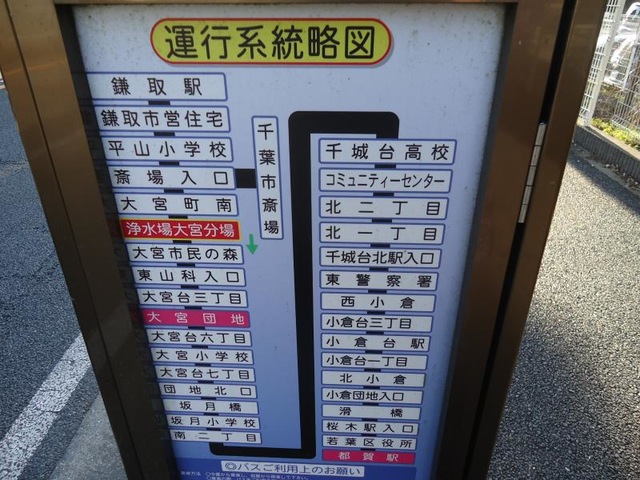 運行系統略図
鎌取駅
鎌取市営住宅
平山小学校
斎場入口
千葉市斎場
大宮町南
浄水場大宮分場
大宮市民の森
東山科入口
大宮台三丁目
大宮団地
大宮台六丁目
大宮小学校
大宮台七丁目
団地北口
坂月橋
坂月小学校
南二丁目
千城台高校
コミュニティーセンター
北二丁目
北一丁目
千城台北駅入口
東警察署
西小倉
小倉台三丁目
小倉台駅
小倉台一丁目
北小倉
小倉団地入口
滑橋
桜木駅入口
若葉区役所
都賀駅
◎バスご利用上のお願い